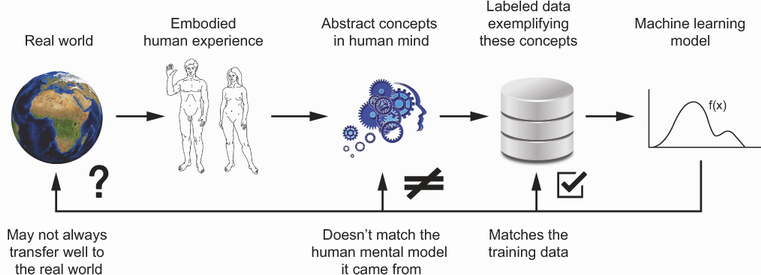 Real world
Embodied
human experience
Abstract concepts
in human mind
Labeled data
exemplifying
these concepts
Machine learning
model
f(x)
?
≠
May not always
transfer well to
the real world
Doesn’t match the
human mental model
it came from
Matches the
training data